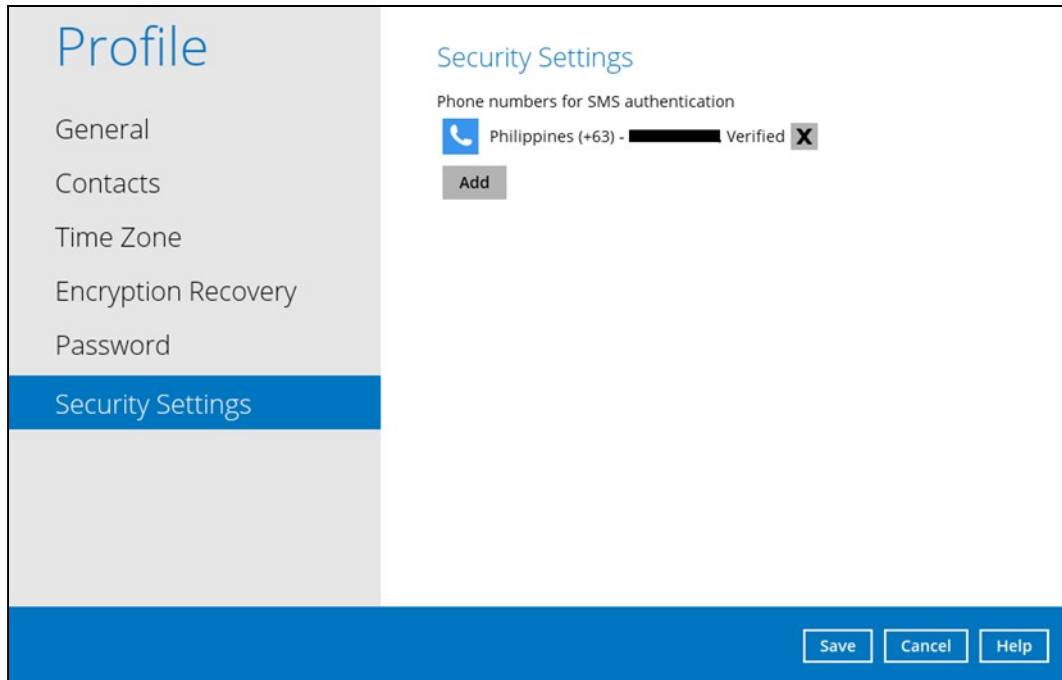 Profile
General
Contacts
Time Zone
Encryption Recovery
Password
Security Settings
Security Settings
Phone numbers for SMS authentication
Philippines (+63) - Verified X
Add
Save Cancel Help